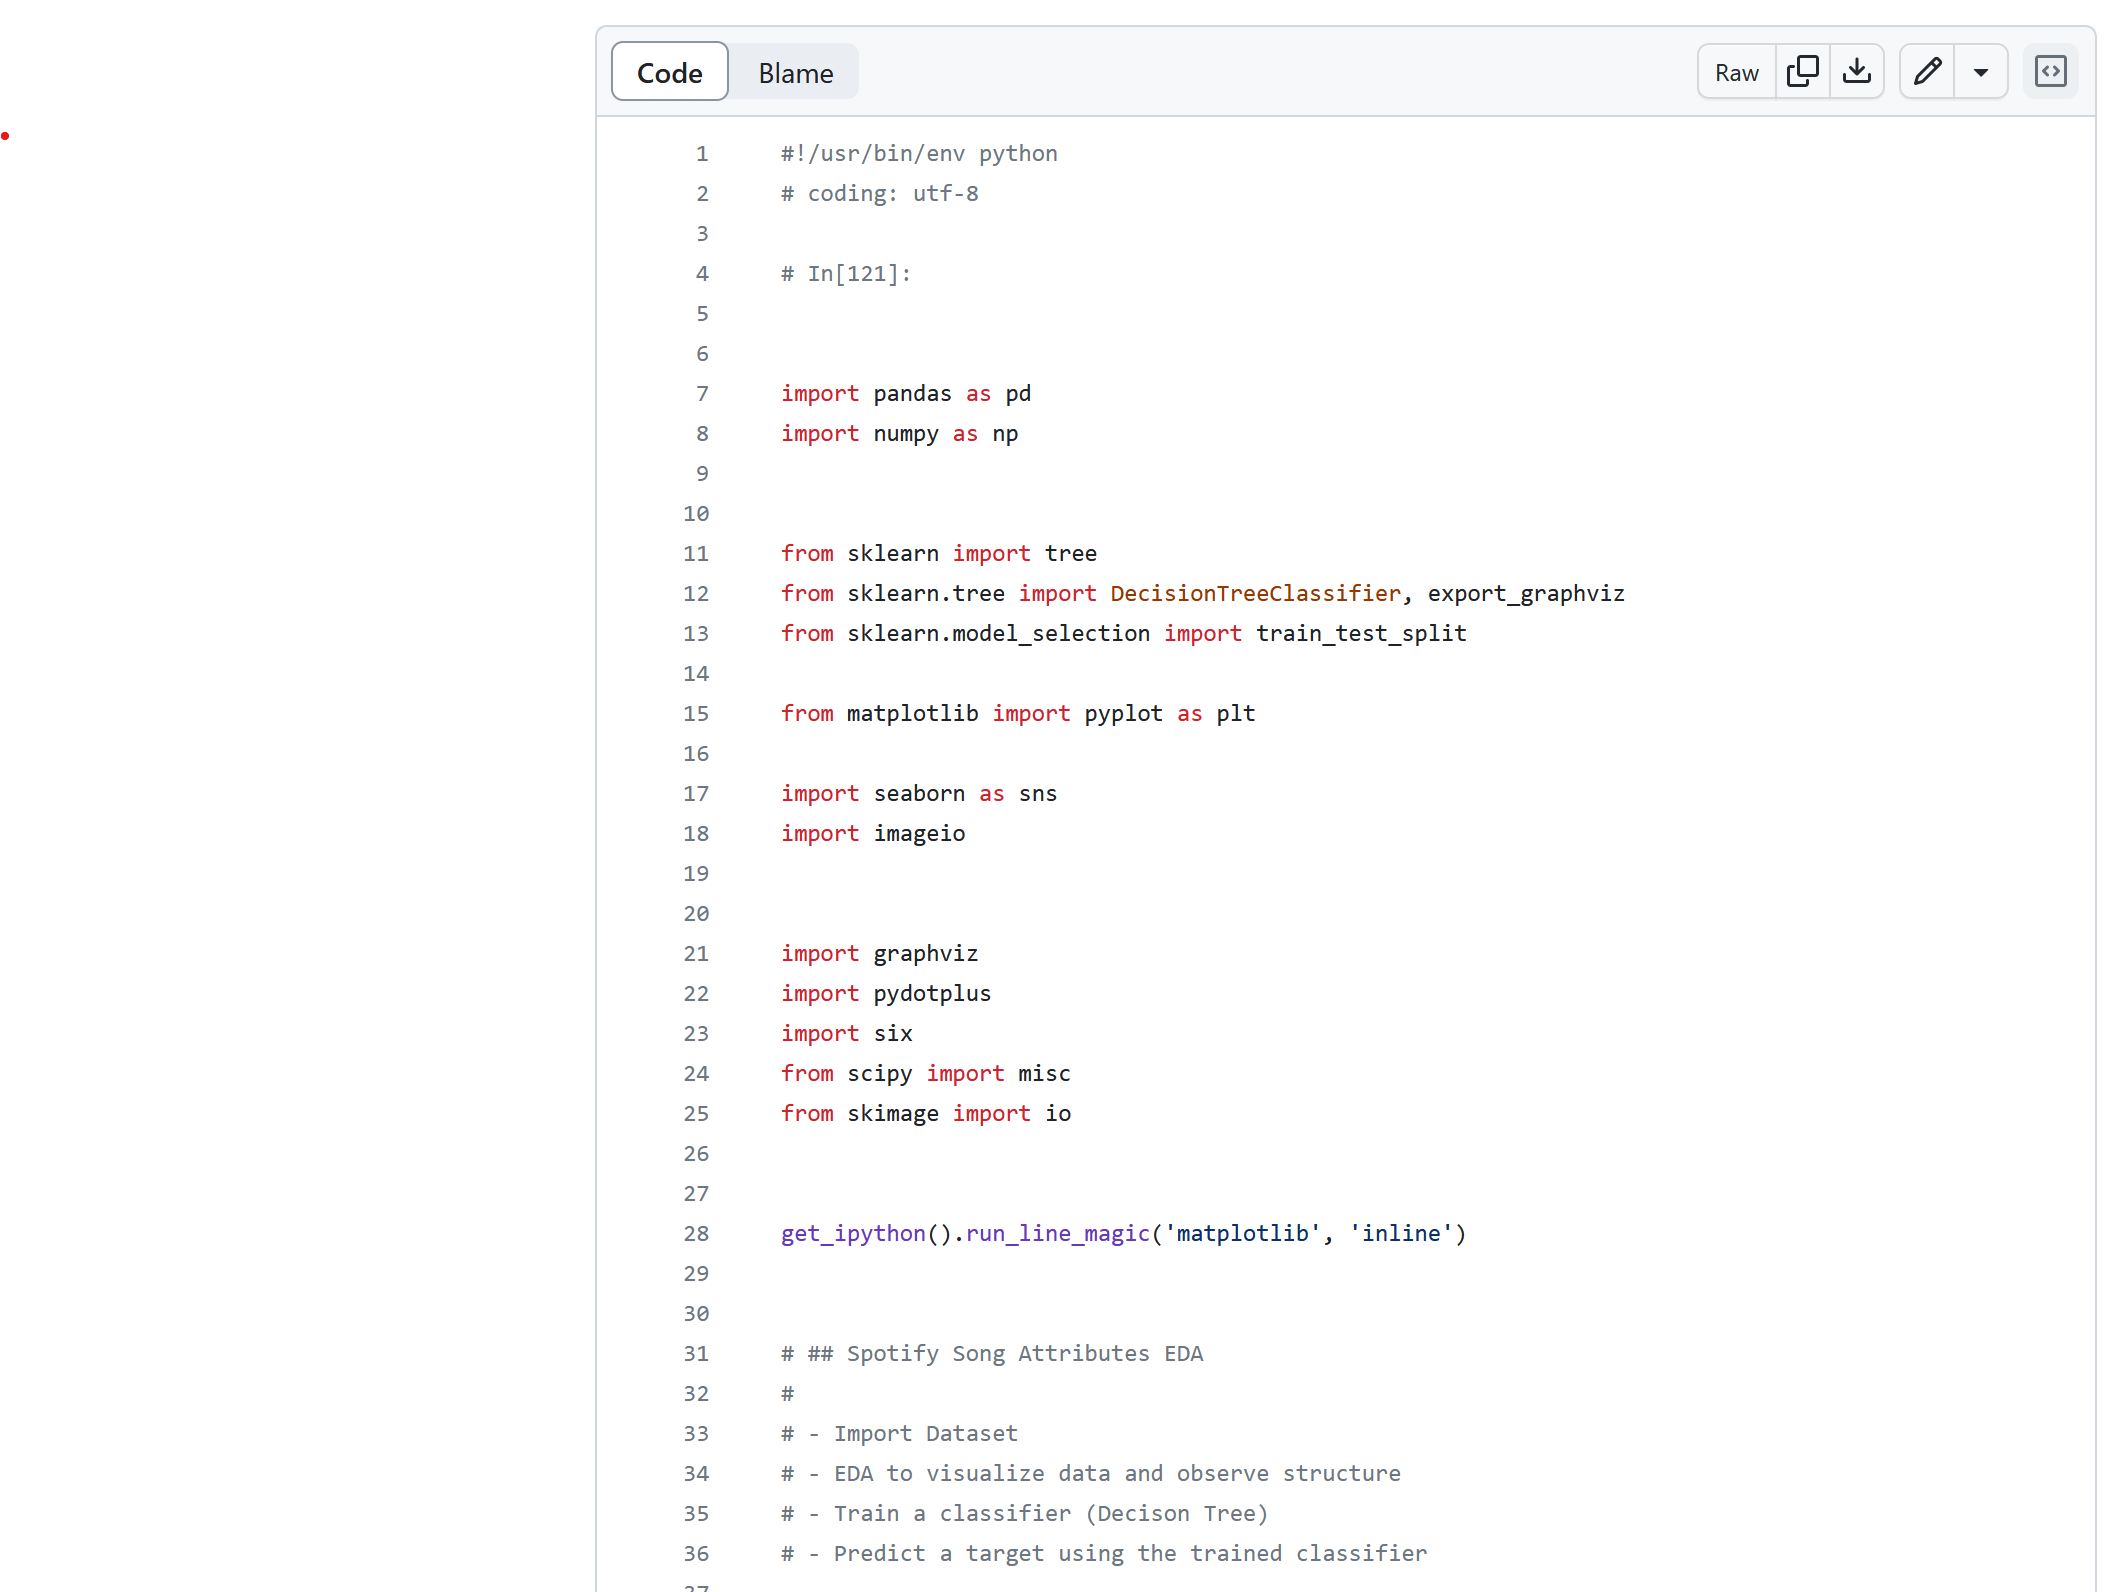 Code Blame Raw
1 #!/usr/bin/env python
2 # coding: utf-8
3
4 # In[121]:
5
6
7 import pandas as pd
8 import numpy as np
9
10
11 from sklearn import tree
12 from sklearn.tree import DecisionTreeClassifier, export_graphviz
13 from sklearn.model_selection import train_test_split
14
15 from matplotlib import pyplot as plt
16
17 import seaborn as sns
18 import imageio
19
20
21 import graphviz
22 import pydotplus
23 import six
24 from scipy import misc
25 from skimage import io
26
27
28 get_ipython().run_line_magic('matplotlib', 'inline')
29
30
31 # ## Spotify Song Attributes EDA
32 #
33 # - Import Dataset
34 # - EDA to visualize data and observe structure
35 # - Train a classifier (Decison Tree)
36 # - Predict a target using the trained classifier
37